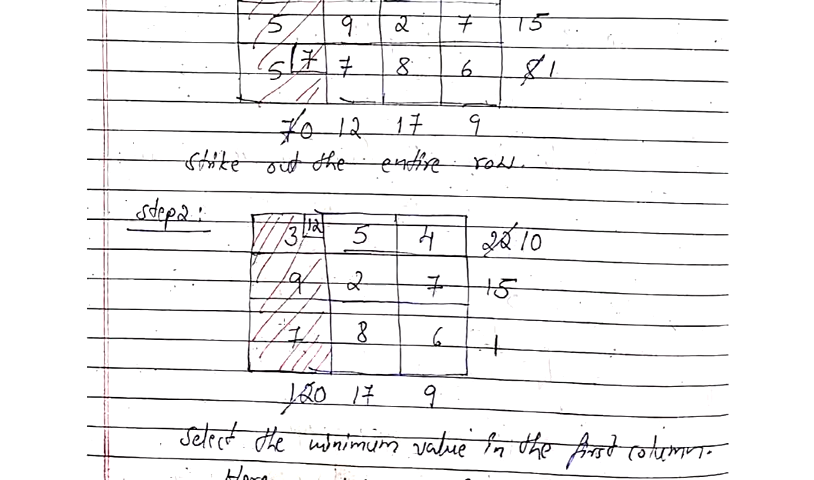 5 9 2 7 15
5 7 7 8 6 8 1
7 0 12 17 9
Strike out the entire row.
Step2:
3 12 5 4 22 10
9 2 7 15
7 8 6 1
12 0 17 9
Select the minimum value in the first column.